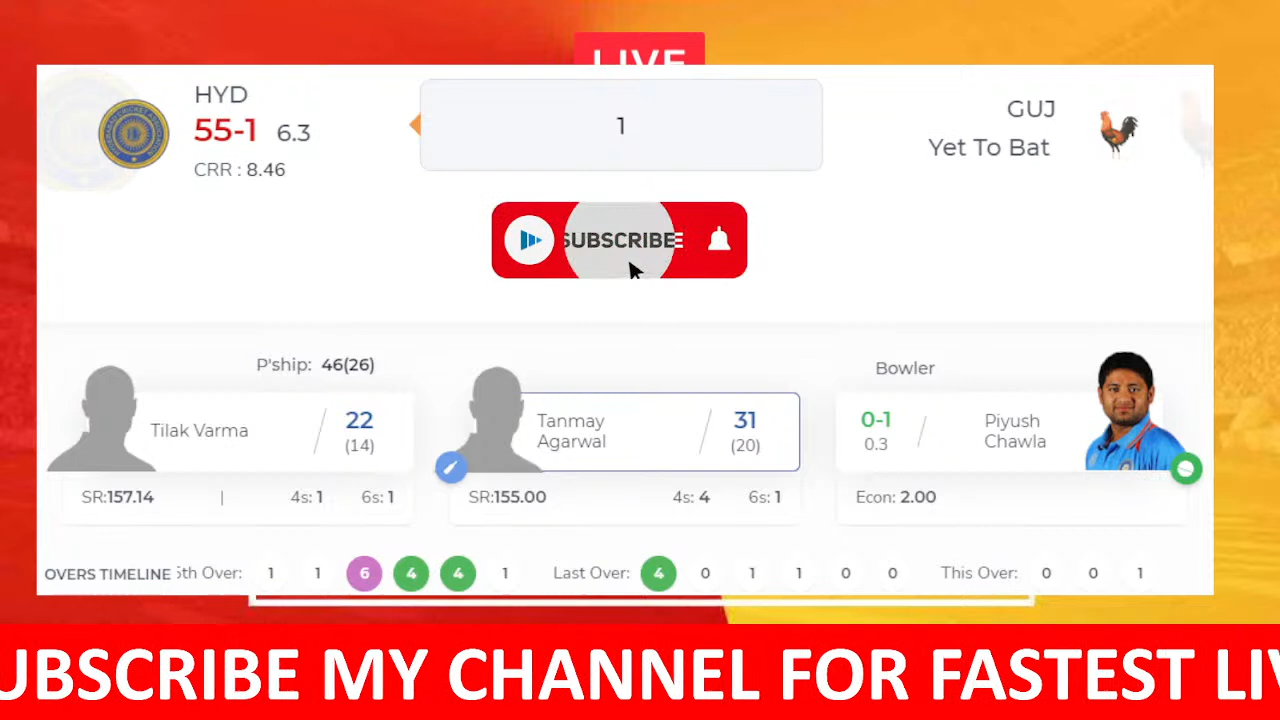 LIVE
HYD
55-1 6.3
CRR : 8.46
1
GUJ
Yet To Bat
SUBSCRIBE
P'ship: 46(26)
Tilak Varma
22
(14)
SR:157.14 | 4s: 1 6s: 1
Tanmay
Agarwal
31
(20)
SR:155.00 4s: 4 6s: 1
Bowler
0-1
0.3
Piyush
Chawla
Econ: 2.00
OVERS TIMELINE 5th Over: 1 1 6 4 4 1 Last Over: 4 0 1 1 0 0 This Over: 0 0 1
UBSCRIBE MY CHANNEL FOR FASTEST LIV